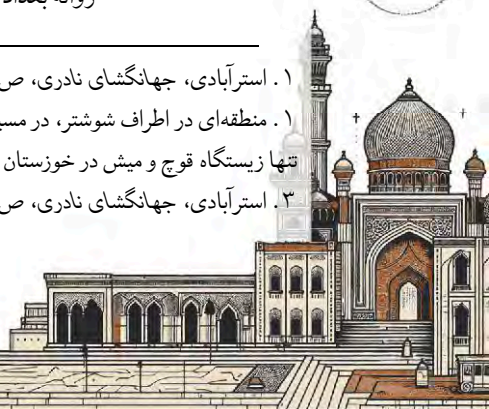 روانه بغداد
۱. استرآبادی، جهانگشای نادری، ص
۱. منطقه‌ای در اطراف شوشتر، در مسی
تنها زیستگاه قوچ و میش در خوزستان
۳. استرآبادی، جهانگشای نادری، ص